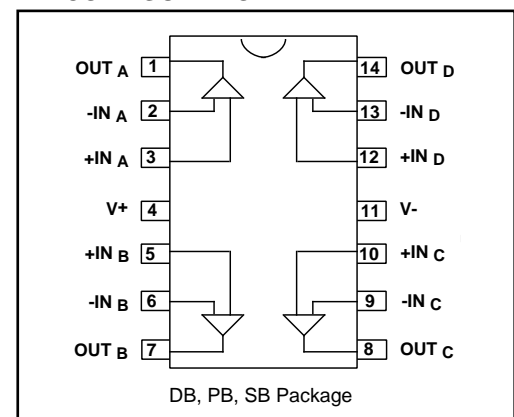 OUT A 1 14 OUT D
-IN A 2 13 -IN D
+IN A 3 12 +IN D
V+ 4 11 V-
+IN B 5 10 +IN C
-IN B 6 9 -IN C
OUT B 7 8 OUT C
DB, PB, SB Package